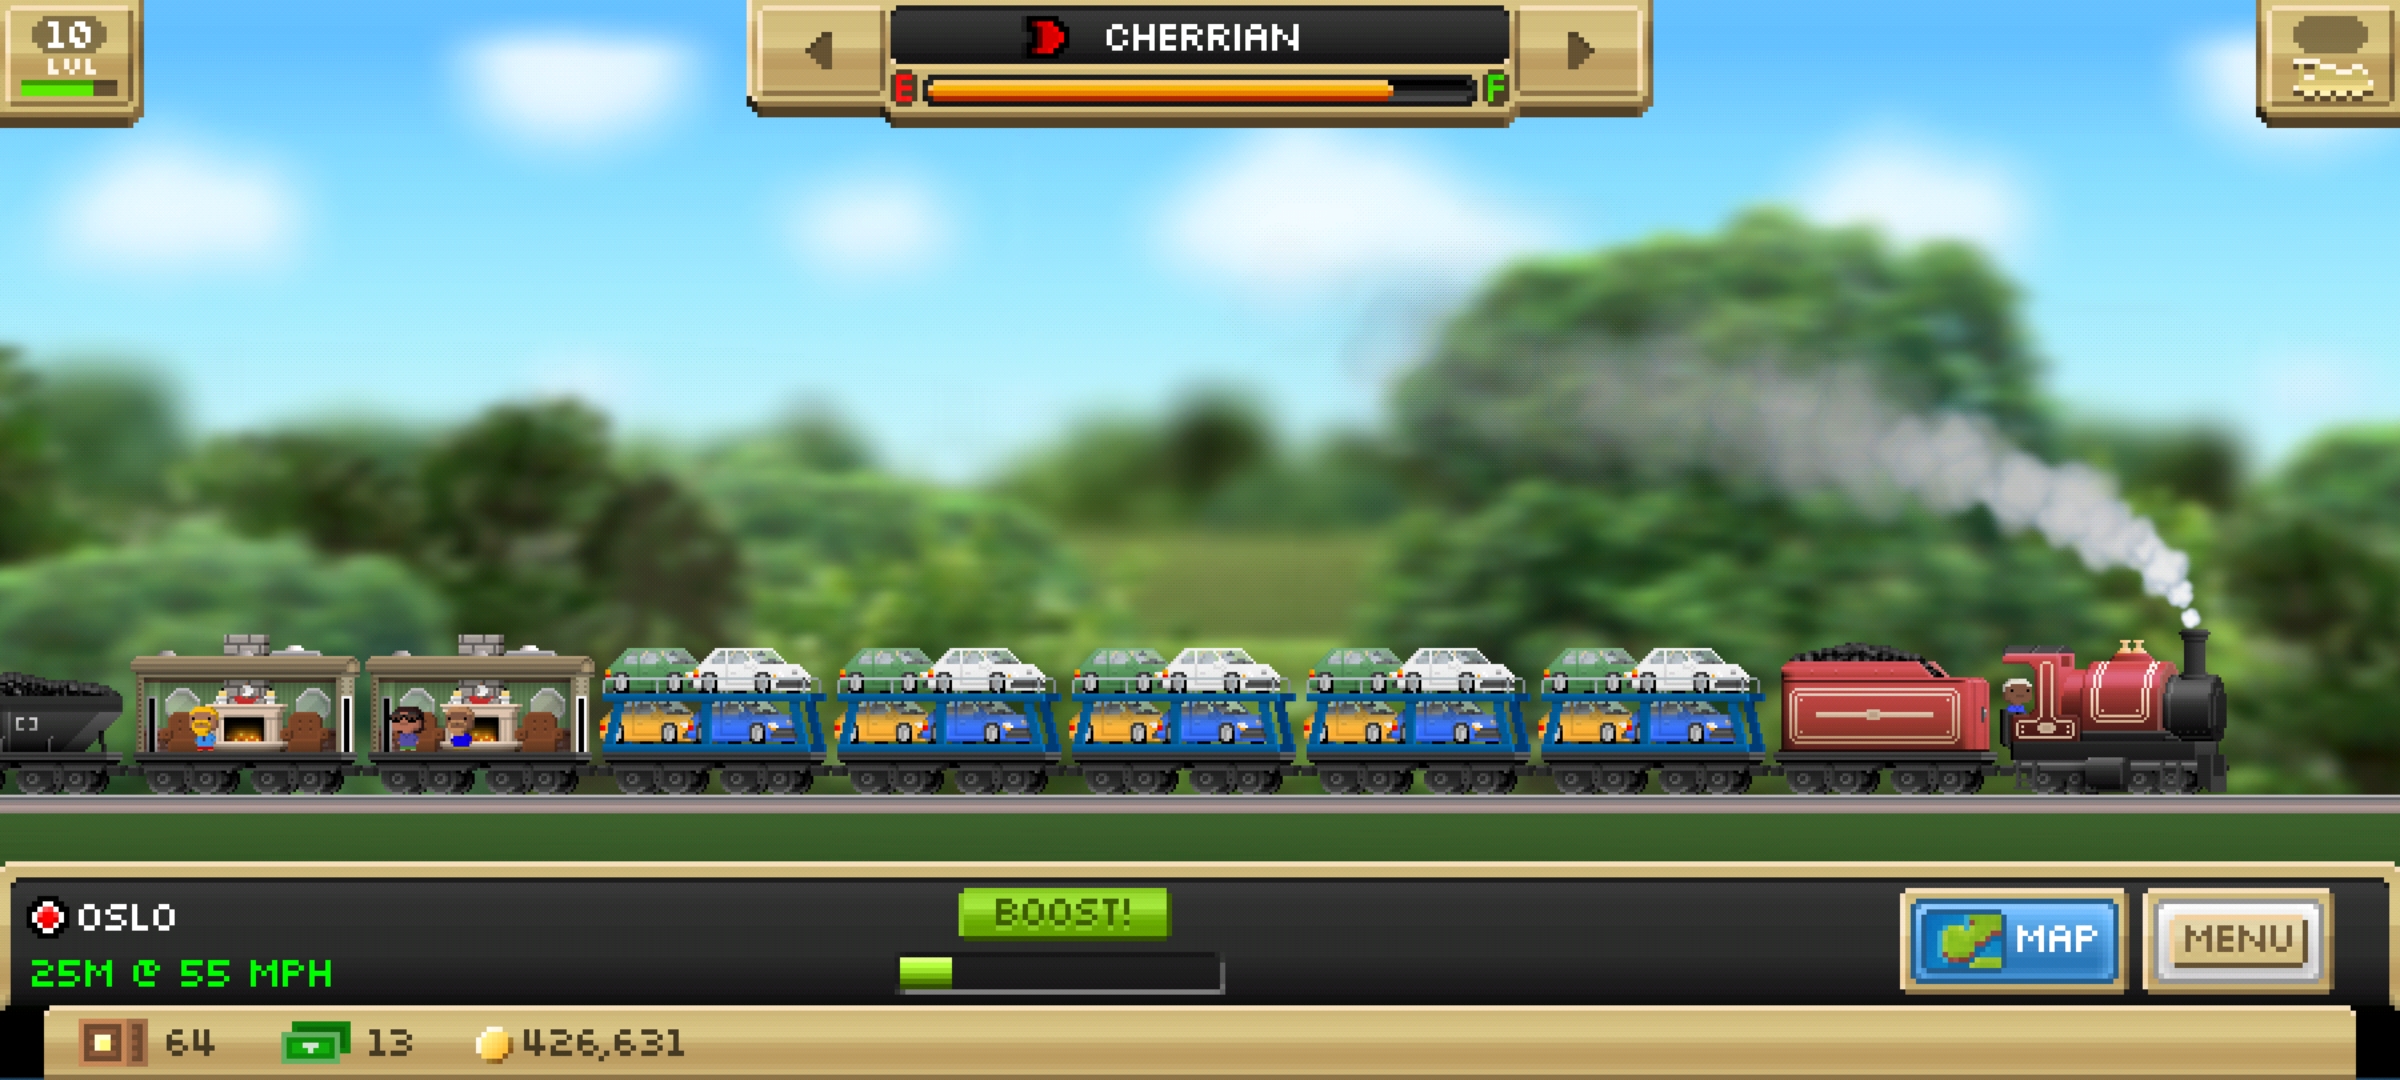 10
LVL
CHERRIAN
E F
OSLO
BOOST!
25M @ 55 MPH
MAP
MENU
64 13 426,631